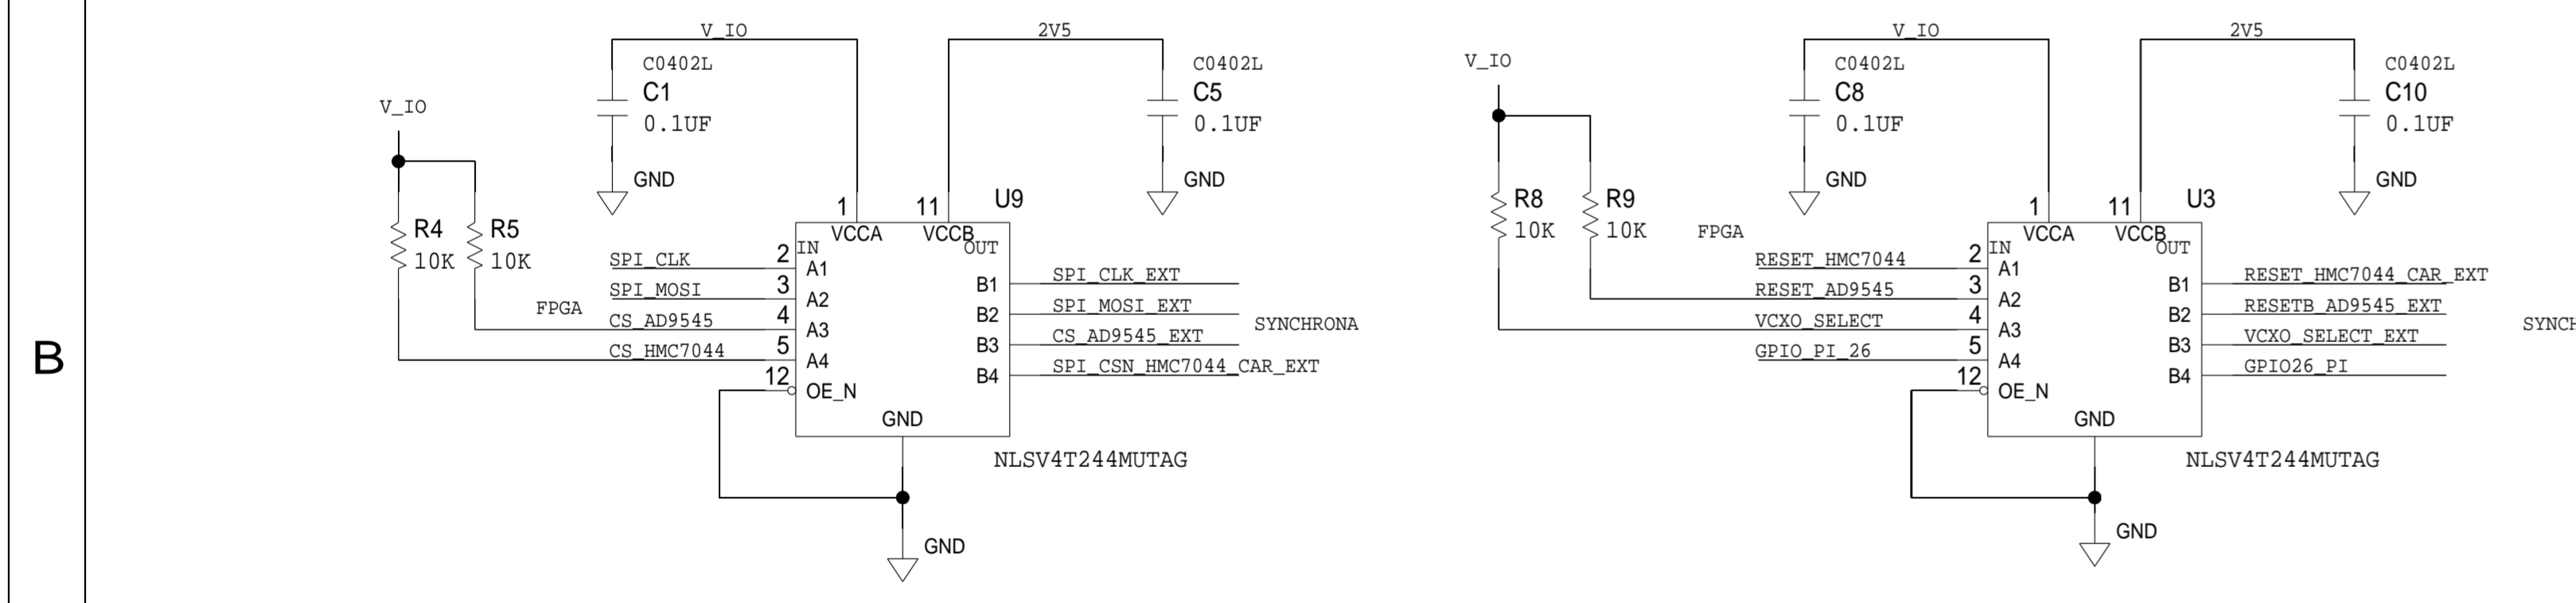 B
V_IO
R4
10K
R5
10K
V_IO
C0402L
C1
0.1UF
GND
2V5
C0402L
C5
0.1UF
GND
U9
1
11
VCCA
VCCB
IN
OUT
FPGA
SPI_CLK
2
A1
SPI_MOSI
3
A2
CS_AD9545
4
A3
CS_HMC7044
5
A4
12
OE_N
B1
SPI_CLK_EXT
B2
SPI_MOSI_EXT
B3
CS_AD9545_EXT
B4
SPI_CSN_HMC7044_CAR_EXT
SYNCHRONA
GND
NLSV4T244MUTAG
GND
V_IO
R8
10K
R9
10K
V_IO
C0402L
C8
0.1UF
GND
2V5
C0402L
C10
0.1UF
GND
U3
1
11
VCCA
VCCB
IN
OUT
FPGA
RESET_HMC7044
2
A1
RESET_AD9545
3
A2
VCXO_SELECT
4
A3
GPIO_PI_26
5
A4
12
OE_N
B1
RESET_HMC7044_CAR_EXT
B2
RESETB_AD9545_EXT
B3
VCXO_SELECT_EXT
B4
GPIO26_PI
SYNCH
GND
NLSV4T244MUTAG
GND